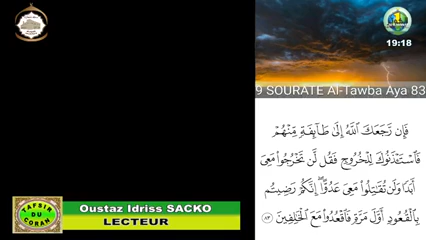 19:18
9 SOURATE Al-Tawba Aya 83
فَإِن رَّجَعَكَ ٱللَّهُ إِلَىٰ طَآئِفَةٍ مِّنْهُمْ
فَٱسْتَـْٔذَنُوكَ لِلْخُرُوجِ فَقُل لَّن تَخْرُجُوا۟ مَعِىَ
أَبَدًا وَلَن تُقَـٰتِلُوا۟ مَعِىَ عَدُوًّا ۖ إِنَّكُمْ رَضِيتُم
بِٱلْقُعُودِ أَوَّلَ مَرَّةٍ فَٱقْعُدُوا۟ مَعَ ٱلْخَـٰلِفِينَ ٨٣
TAFSIR
DU
CORAN
Oustaz Idriss SACKO
LECTEUR